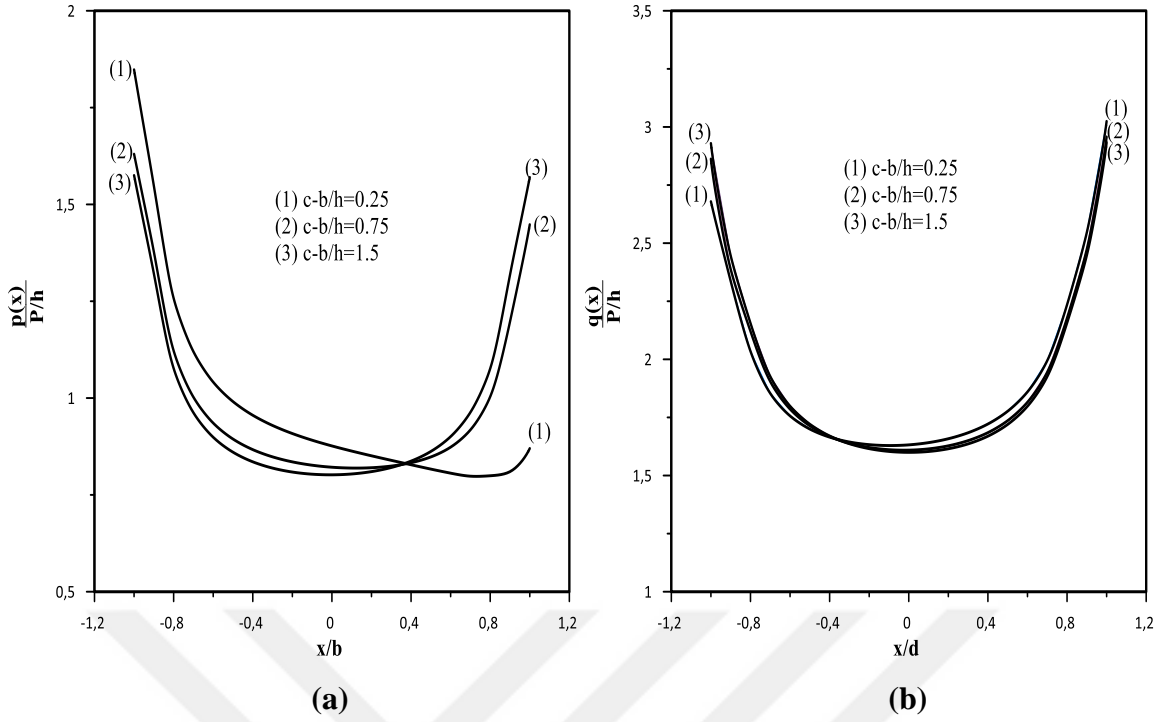 2
1,5
1
0,5
p(x)
P/h
(1)
(2)
(3)
(1) c-b/h=0.25
(2) c-b/h=0.75
(3) c-b/h=1.5
(3)
(2)
(1)
-1,2
-0,8
-0,4
0
0,4
0,8
1,2
x/b
(a)
3,5
3
2,5
2
1,5
1
q(x)
P/h
(3)
(2)
(1)
(1) c-b/h=0.25
(2) c-b/h=0.75
(3) c-b/h=1.5
(1)
(2)
(3)
-1,2
-0,8
-0,4
0
0,4
0,8
1,2
x/d
(b)